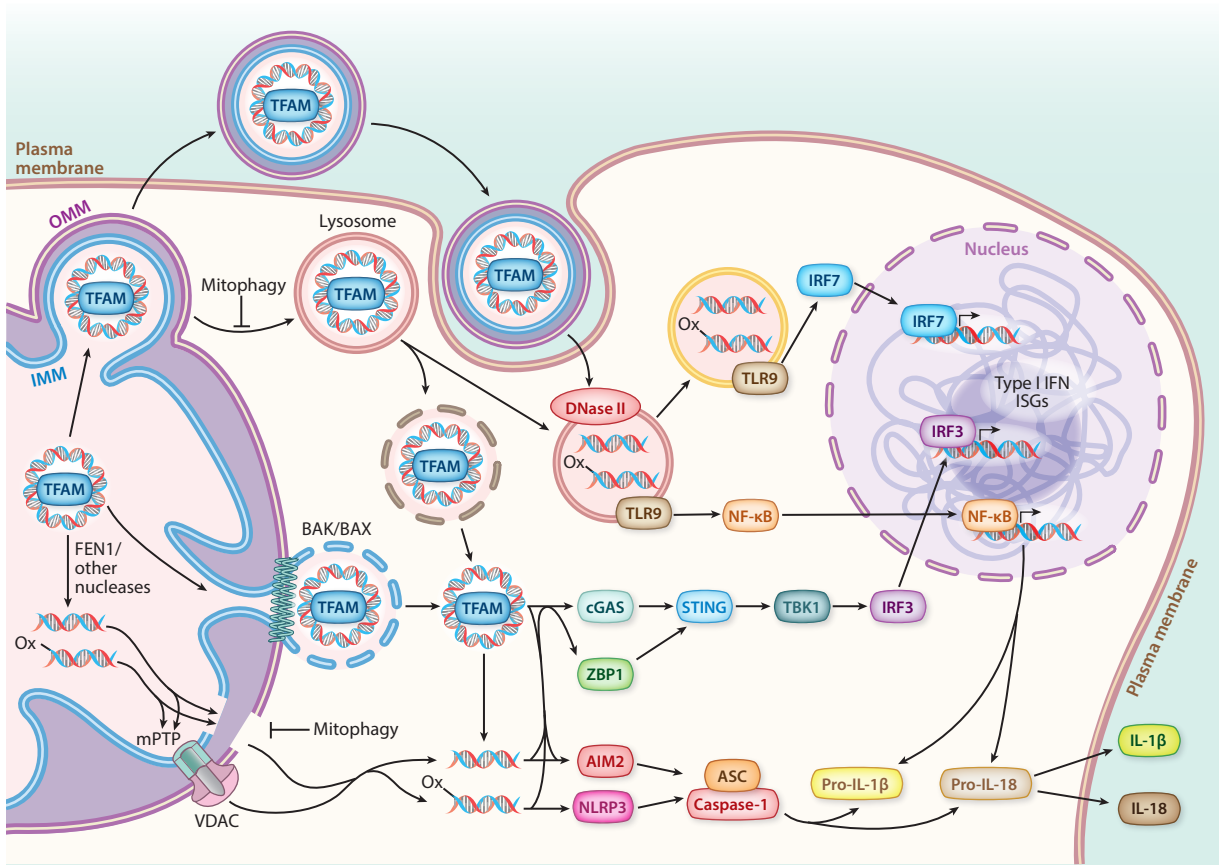 TFAM
Plasma
membrane
OMM
Lysosome
Nucleus
TFAM
Mitophagy
TFAM
TFAM
IRF7
Ox
IRF7
TLR9
IMM
Type I IFN
ISGs
DNase II
IRF3
TFAM
Ox
TFAM
TLR9
NF-κB
NF-κB
BAK/BAX
FEN1/
other
nucleases
TFAM
TFAM
cGAS
STING
TBK1
IRF3
Ox
ZBP1
Plasma membrane
mPTP
Mitophagy
IL-1β
AIM2
ASC
Ox
Pro-IL-1β
Pro-IL-18
Caspase-1
NLRP3
IL-18
VDAC